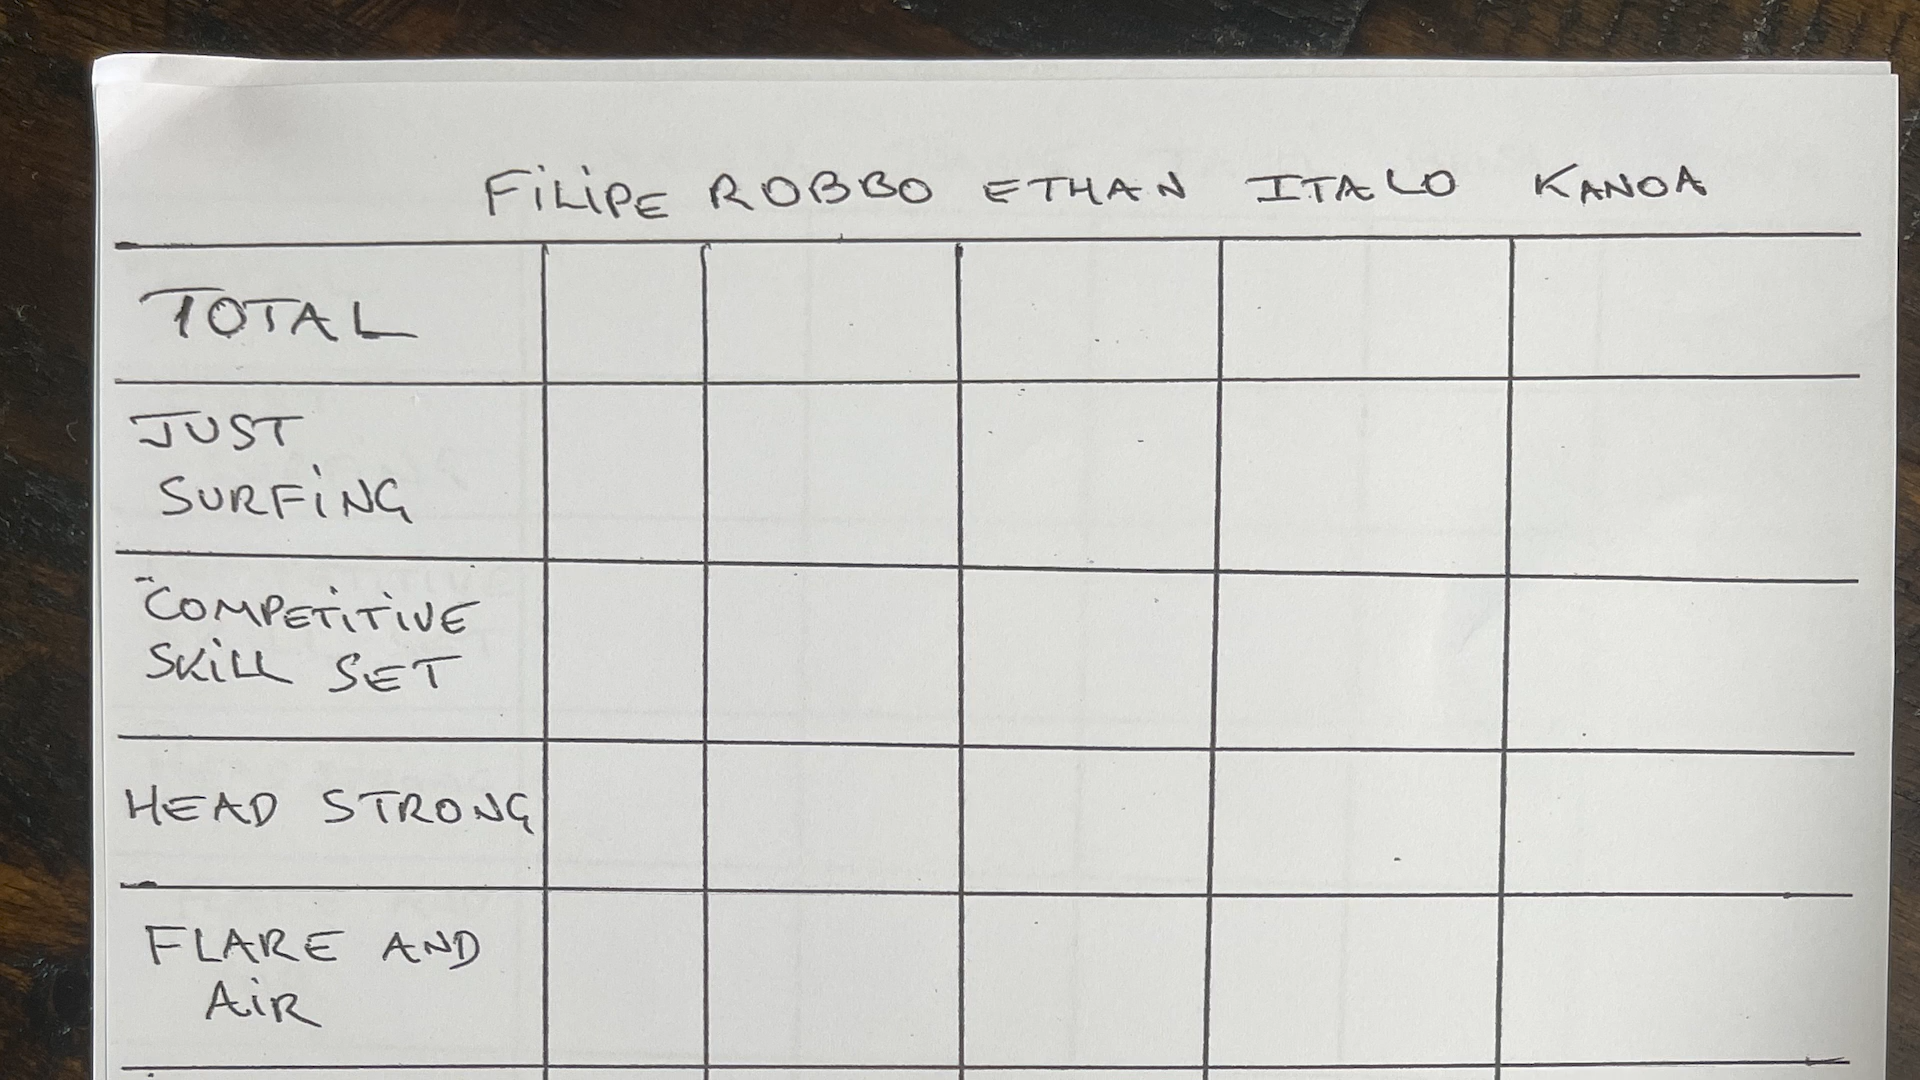 FiLiPE ROBBO ETHAN ITALO KANOA
TOTAL
JUST
SURFiNG
COMPETiTiVE
SKiLL SET
HEAD STRONG
FLARE AND
AiR